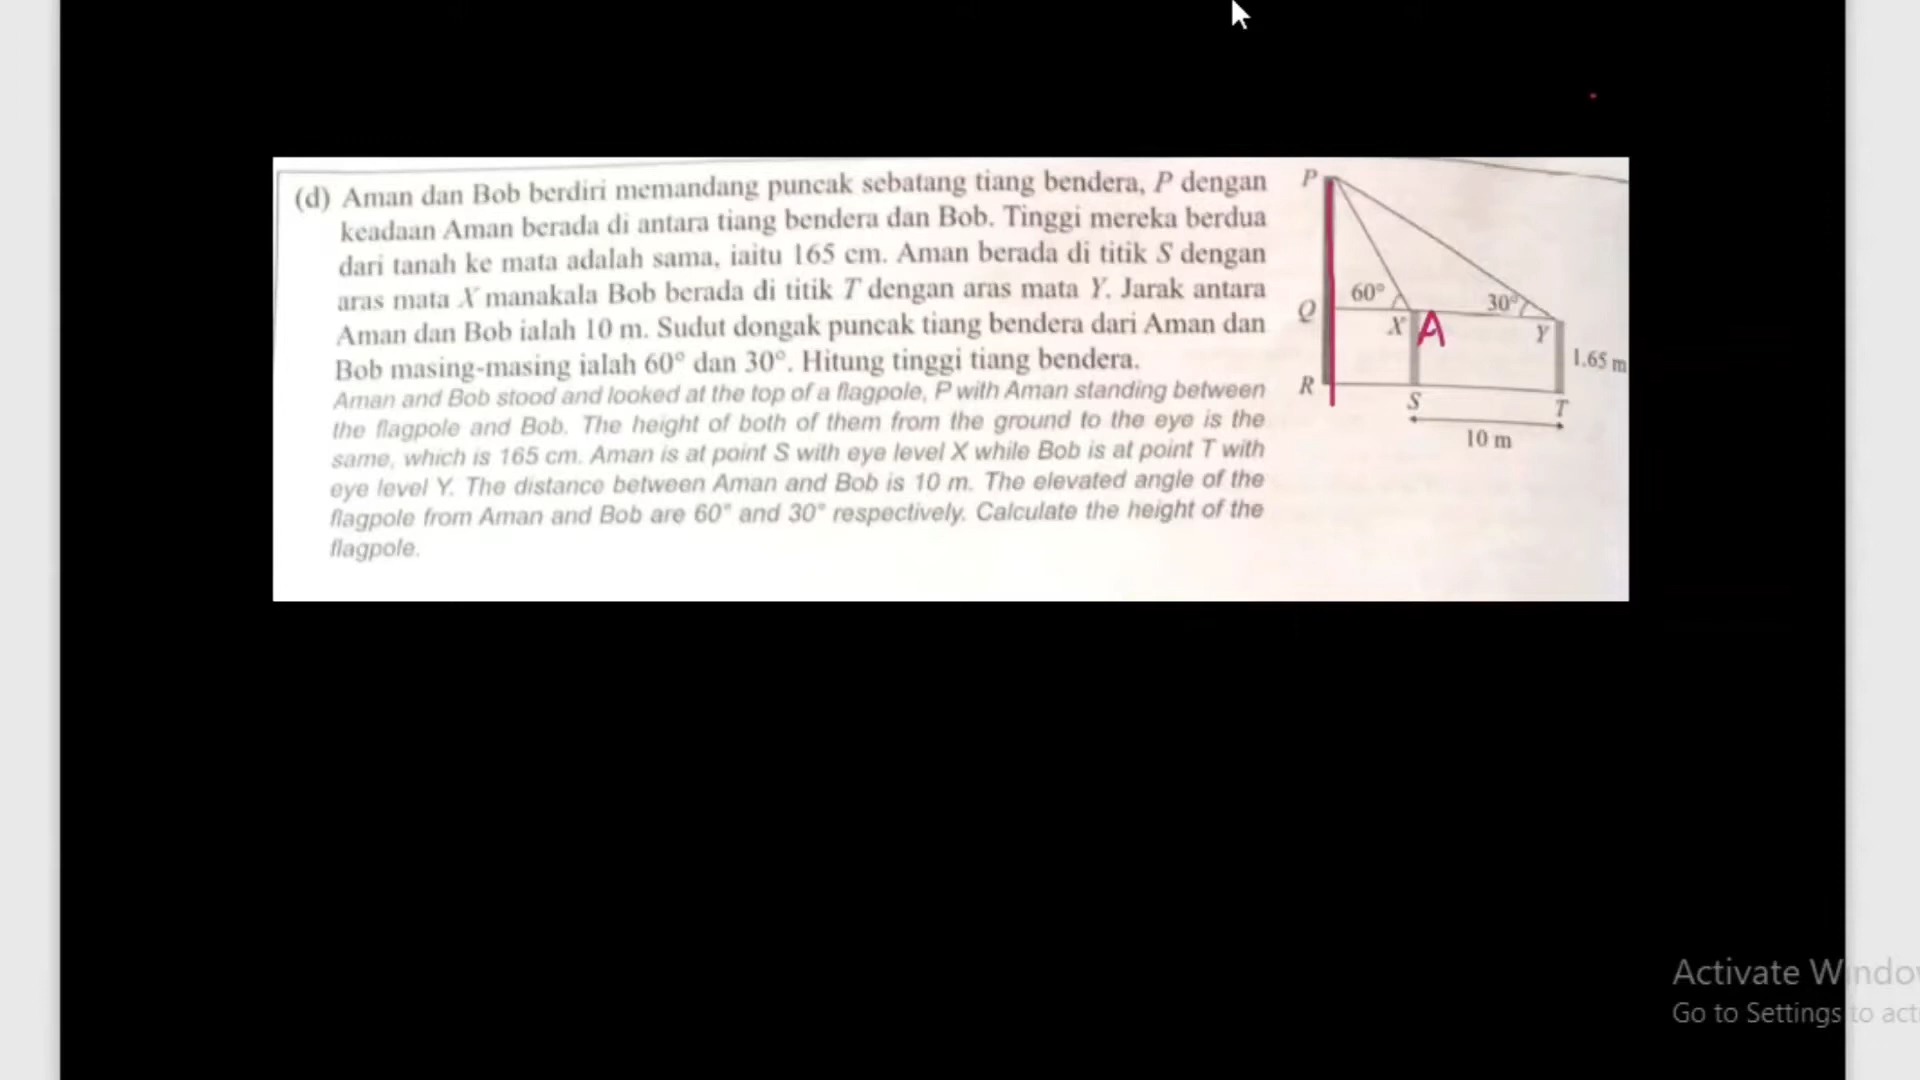 (d) Aman dan Bob berdiri memandang puncak sebatang tiang bendera, P dengan
keadaan Aman berada di antara tiang bendera dan Bob. Tinggi mereka berdua
dari tanah ke mata adalah sama, iaitu 165 cm. Aman berada di titik S dengan
aras mata X manakala Bob berada di titik T dengan aras mata Y. Jarak antara
Aman dan Bob ialah 10 m. Sudut dongak puncak tiang bendera dari Aman dan
Bob masing-masing ialah 60° dan 30°. Hitung tinggi tiang bendera.
Aman and Bob stood and looked at the top of a flagpole, P with Aman standing between
the flagpole and Bob. The height of both of them from the ground to the eye is the
same, which is 165 cm. Aman is at point S with eye level X while Bob is at point T with
eye level Y. The distance between Aman and Bob is 10 m. The elevated angle of the
flagpole from Aman and Bob are 60° and 30° respectively. Calculate the height of the
flagpole.
P
60°
30°
Q
X
A
Y
1.65 m
R
S
T
10 m
Activate Window
Go to Settings to act